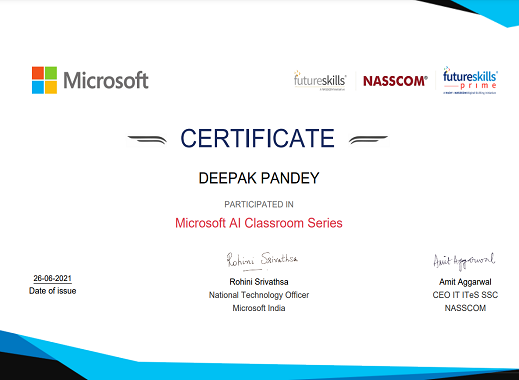 Microsoft
futureskills
NASSCOM®
futureskills
prime
CERTIFICATE
DEEPAK PANDEY
PARTICIPATED IN
Microsoft AI Classroom Series
Rohini Srivathsa
Amit Aggarwal
26-06-2021
Date of issue
Rohini Srivathsa
National Technology Officer
Microsoft India
Amit Aggarwal
CEO IT ITeS SSC
NASSCOM